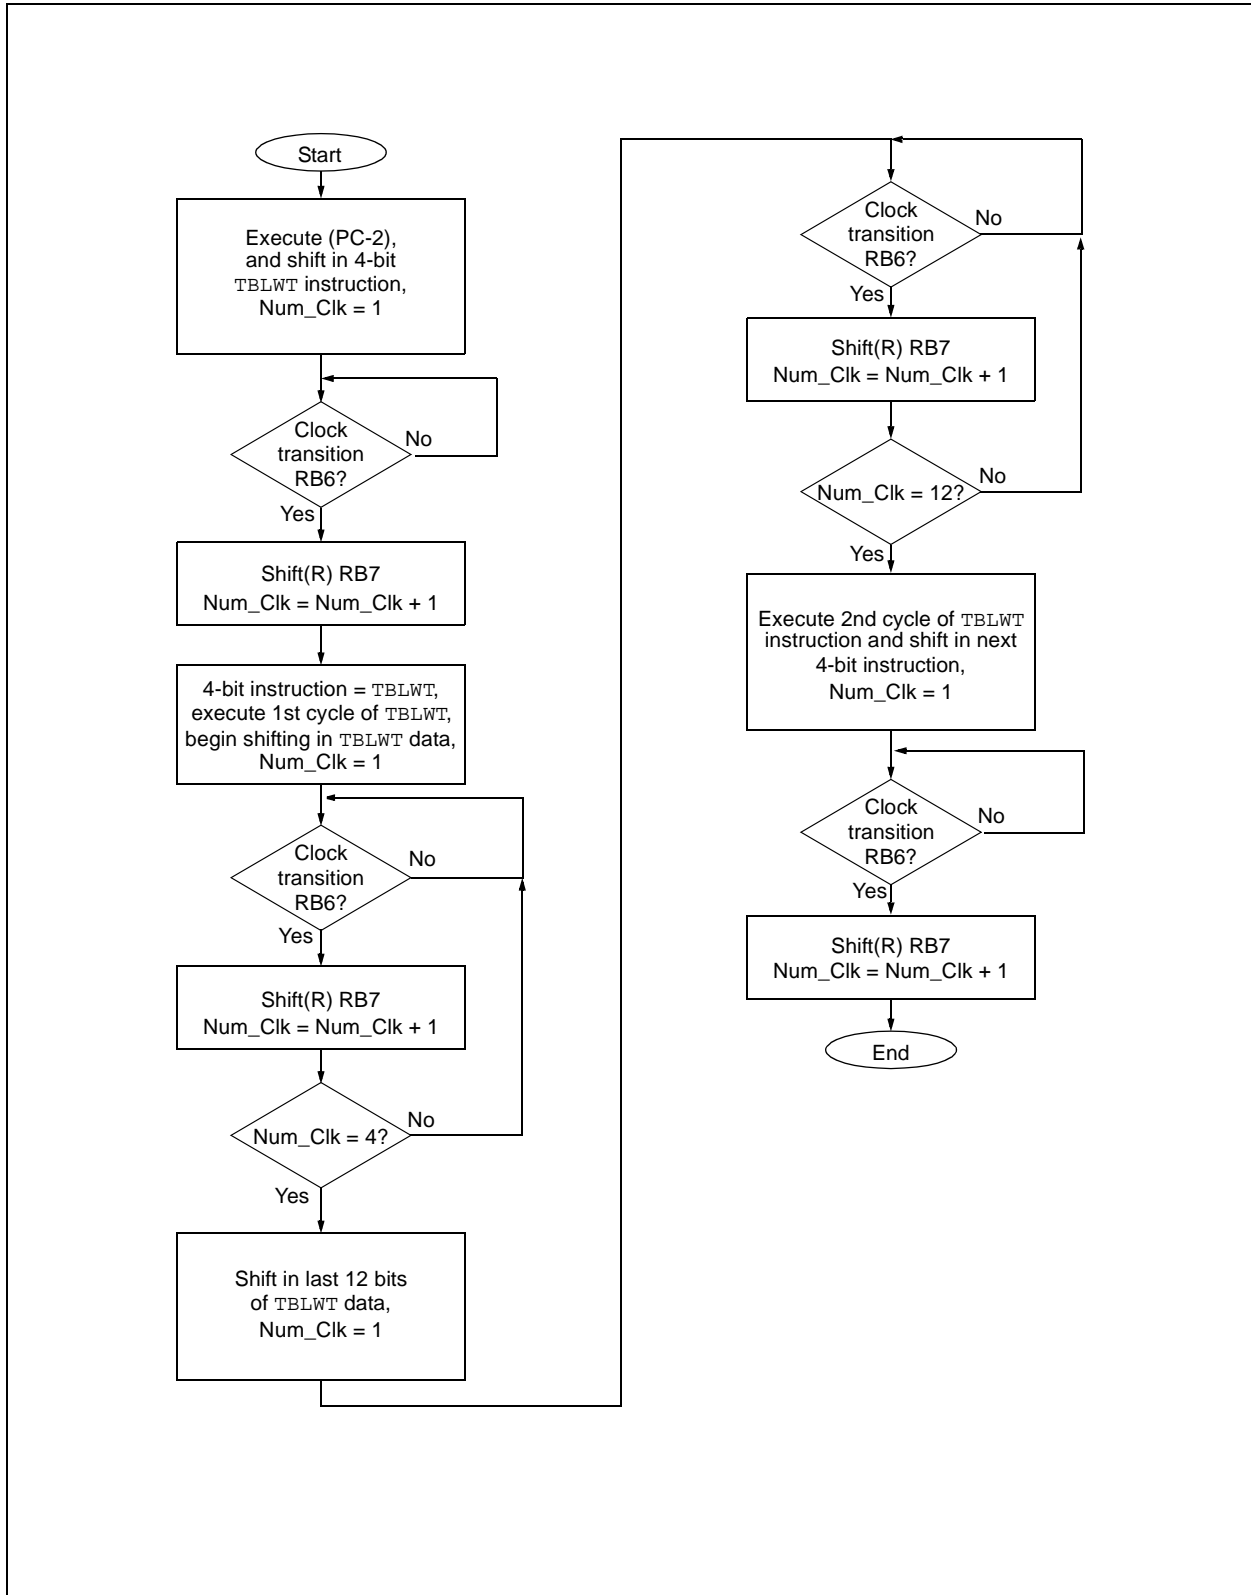 Start
Execute (PC-2),
and shift in 4-bit
TBLWT instruction,
Num_Clk = 1
Clock
transition
RB6?
No
Yes
Shift(R) RB7
Num_Clk = Num_Clk + 1
4-bit instruction = TBLWT,
execute 1st cycle of TBLWT,
begin shifting in TBLWT data,
Num_Clk = 1
Clock
transition
RB6?
No
Yes
Shift(R) RB7
Num_Clk = Num_Clk + 1
Num_Clk = 4?
No
Yes
Shift in last 12 bits
of TBLWT data,
Num_Clk = 1
Clock
transition
RB6?
No
Yes
Shift(R) RB7
Num_Clk = Num_Clk + 1
Num_Clk = 12?
No
Yes
Execute 2nd cycle of TBLWT
instruction and shift in next
4-bit instruction,
Num_Clk = 1
Clock
transition
RB6?
No
Yes
Shift(R) RB7
Num_Clk = Num_Clk + 1
End